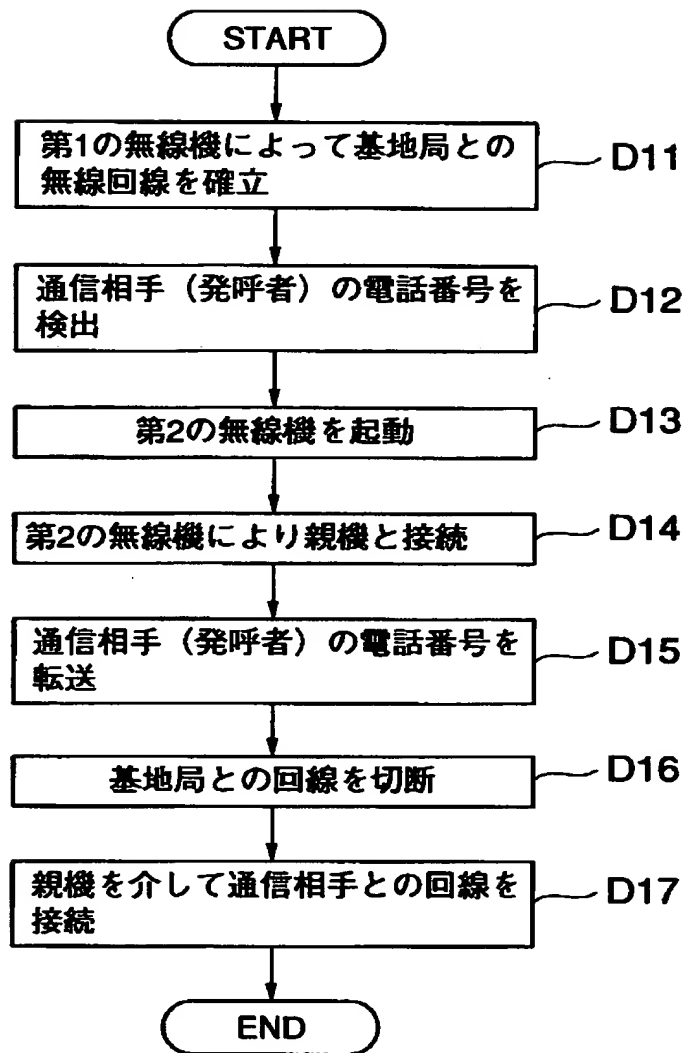 START
第1の無線機によって基地局との
無線回線を確立
D11
通信相手（発呼者）の電話番号を
検出
D12
第2の無線機を起動
D13
第2の無線機により親機と接続
D14
通信相手（発呼者）の電話番号を
転送
D15
基地局との回線を切断
D16
親機を介して通信相手との回線を
接続
D17
END